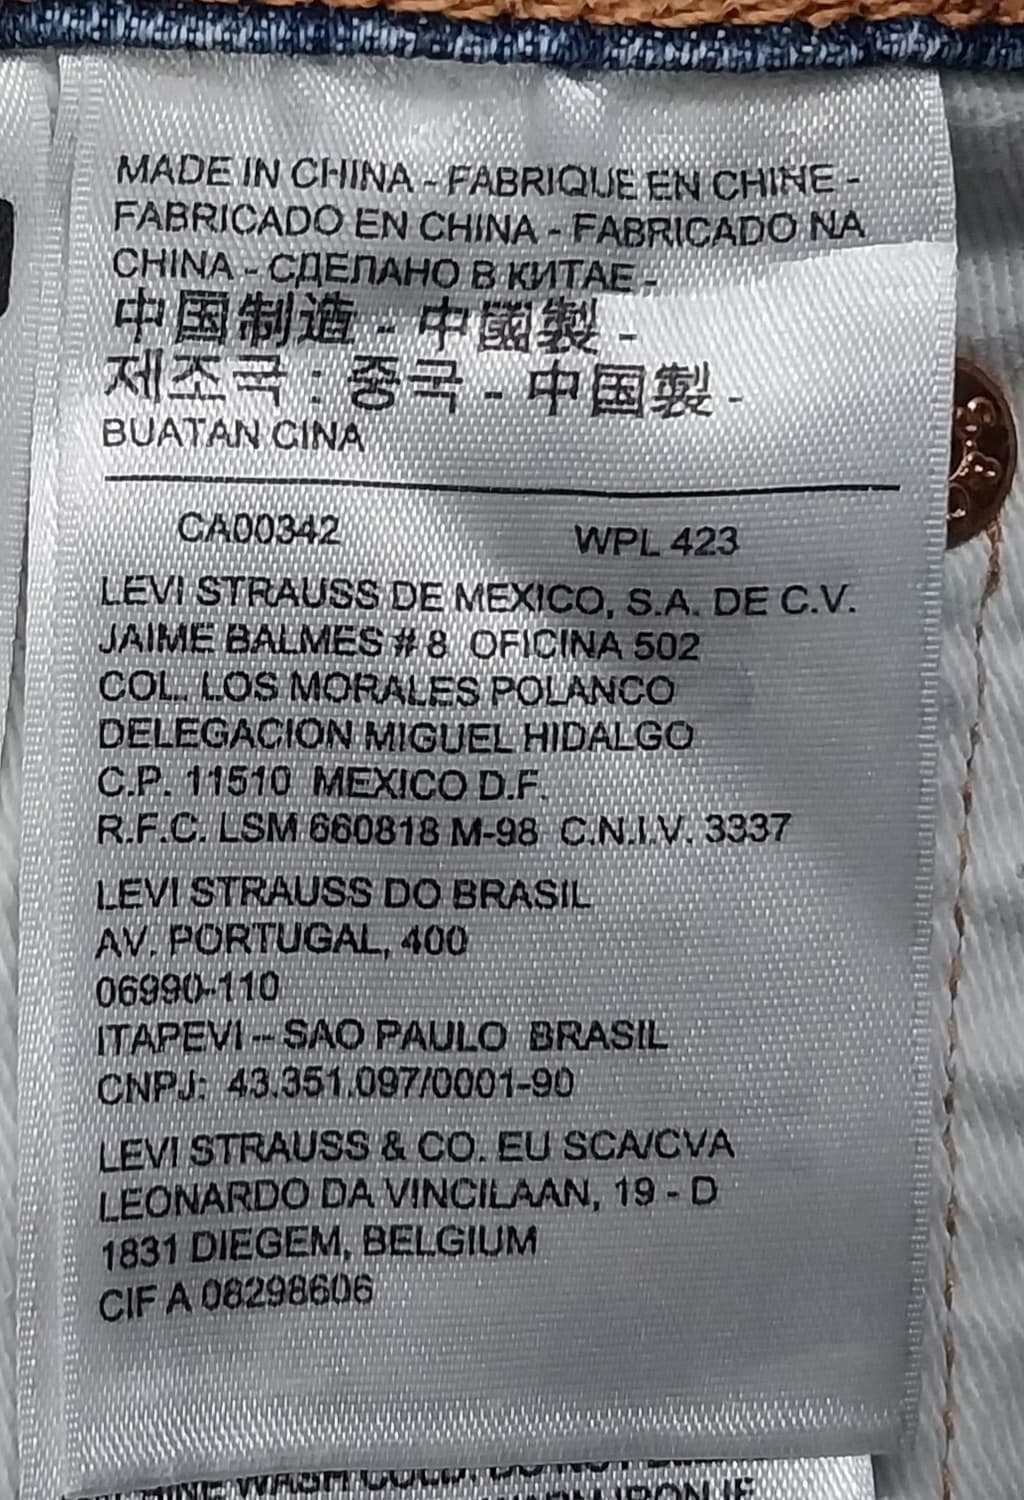 MADE IN CHINA - FABRIQUE EN CHINE -
FABRICADO EN CHINA - FABRICADO NA
CHINA - СДЕЛАНО В КИТАЕ -
中国制造 - 中國製 -
제조국 : 중국 - 中国製 -
BUATAN CINA
CA00342 WPL 423
LEVI STRAUSS DE MEXICO, S.A. DE C.V.
JAIME BALMES # 8 OFICINA 502
COL. LOS MORALES POLANCO
DELEGACION MIGUEL HIDALGO
C.P. 11510 MEXICO D.F.
R.F.C. LSM 660818 M-98 C.N.I.V. 3337
LEVI STRAUSS DO BRASIL
AV. PORTUGAL, 400
06990-110
ITAPEVI -- SAO PAULO BRASIL
CNPJ: 43.351.097/0001-90
LEVI STRAUSS & CO. EU SCA/CVA
LEONARDO DA VINCILAAN, 19 - D
1831 DIEGEM, BELGIUM
CIF A 08298606
WASH COLD.